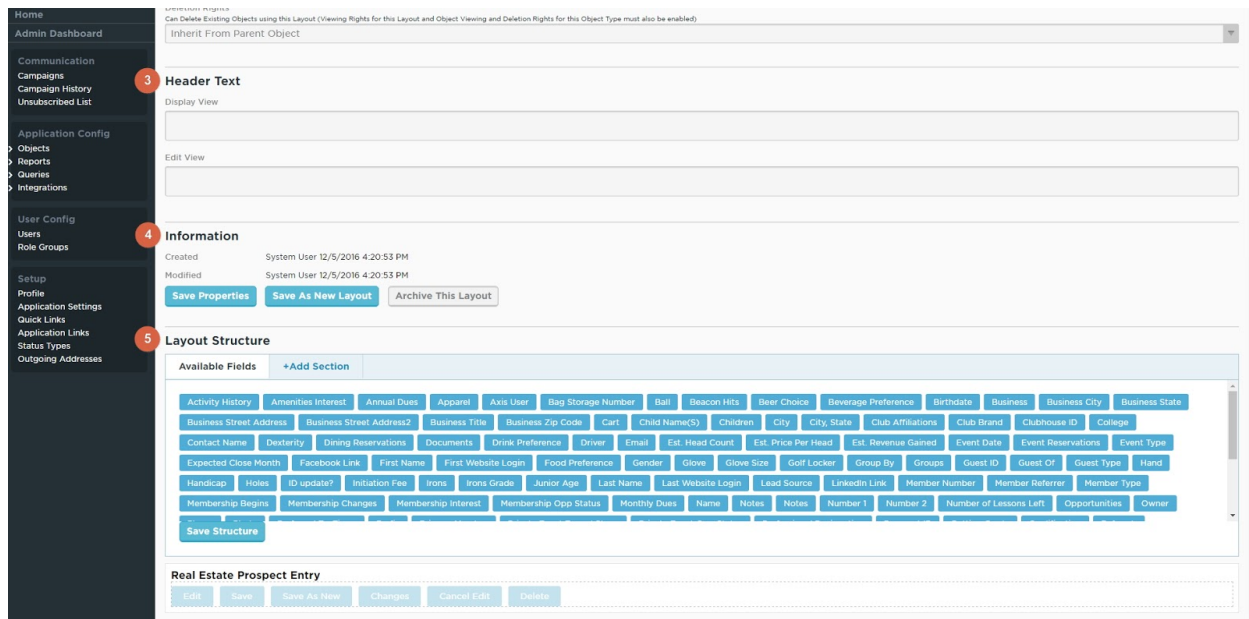 Home
Admin Dashboard
Communication
Campaigns
Campaign History
Unsubscribed List
Application Config
Objects
Reports
Queries
Integrations
User Config
Users
Role Groups
Setup
Profile
Application Settings
Quick Links
Application Links
Status Types
Outgoing Addresses
Deletion Rights
Can Delete Existing Objects using this Layout (Viewing Rights for this Layout and Object Viewing and Deletion Rights for this Object Type must also be enabled)
Inherit From Parent Object
3 Header Text
Display View
Edit View
4 Information
Created System User 12/5/2016 4:20:53 PM
Modified System User 12/5/2016 4:20:53 PM
Save Properties Save As New Layout Archive This Layout
5 Layout Structure
Available Fields +Add Section
Activity History Amenities Interest Annual Dues Apparel Axis User Bag Storage Number Ball Beacon Hits Beer Choice Beverage Preference Birthdate Business Business City Business State
Business Street Address Business Street Address2 Business Title Business Zip Code Cart Child Name(S) Children City City, State Club Affiliations Club Brand Clubhouse ID College
Contact Name Dexterity Dining Reservations Documents Drink Preference Driver Email Est. Head Count Est. Price Per Head Est. Revenue Gained Event Date Event Reservations Event Type
Expected Close Month Facebook Link First Name First Website Login Food Preference Gender Glove Glove Size Golf Locker Group By Groups Guest ID Guest Of Guest Type Hand
Handicap Holes ID update? Initiation Fee Irons Irons Grade Junior Age Last Name Last Website Login Lead Source LinkedIn Link Member Number Member Referrer Member Type
Membership Begins Membership Changes Membership Interest Membership Opp Status Monthly Dues Name Notes Notes Number 1 Number 2 Number of Lessons Left Opportunities Owner
Save Structure
Real Estate Prospect Entry
Edit Save Save As New Changes Cancel Edit Delete